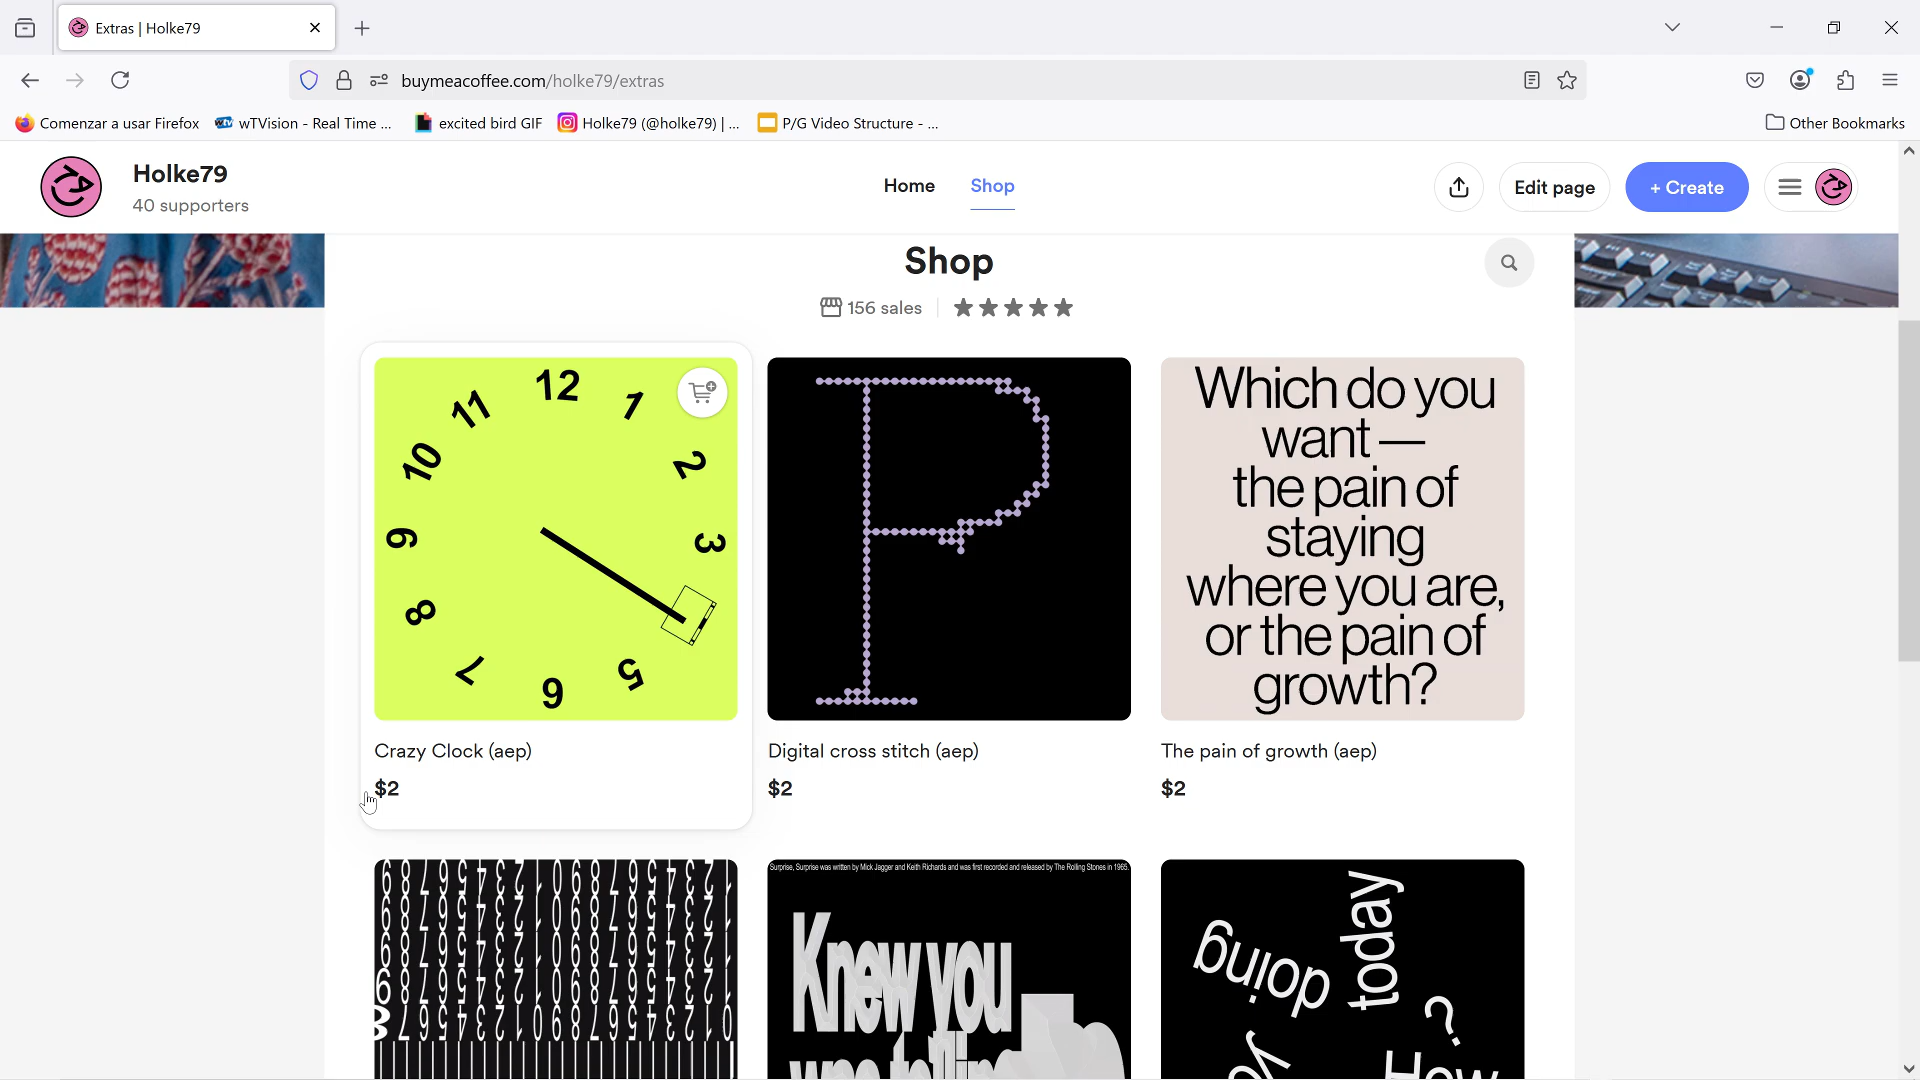 Extras | Holke79
buymeacoffee.com/holke79/extras
Comenzar a usar Firefox
wTVision - Real Time ...
excited bird GIF
Holke79 (@holke79) | ...
P/G Video Structure - ...
Other Bookmarks
Holke79
40 supporters
Home
Shop
Edit page
+ Create
Shop
156 sales
12
1
2
3
5
6
7
8
9
10
11
P
Which do you
want —
the pain of
staying
where you are,
or the pain of
growth?
Crazy Clock (aep)
$2
Digital cross stitch (aep)
$2
The pain of growth (aep)
$2
Surprise, Surprise was written by Mick Jagger and Keith Richards and was first recorded and released by The Rolling Stones in 1965.
Knew you
was telling
doing
today
?
How